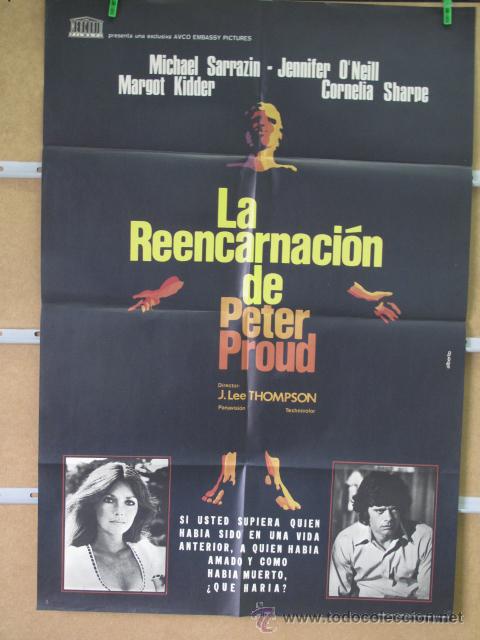 presenta una exclusiva AVCO EMBASSY PICTURES
Michael Sarrazin - Jennifer O'Neill
Margot Kidder Cornelia Sharpe
La
Reencarnación
de
Peter
Proud
Director:
J. Lee THOMPSON
Panavisión Technicolor
SI USTED SUPIERA QUIEN
HABIA SIDO EN UNA VIDA
ANTERIOR, A QUIEN HABIA
AMADO Y COMO
HABIA MUERTO,
¿QUE HARIA?
www.todocoleccion.net